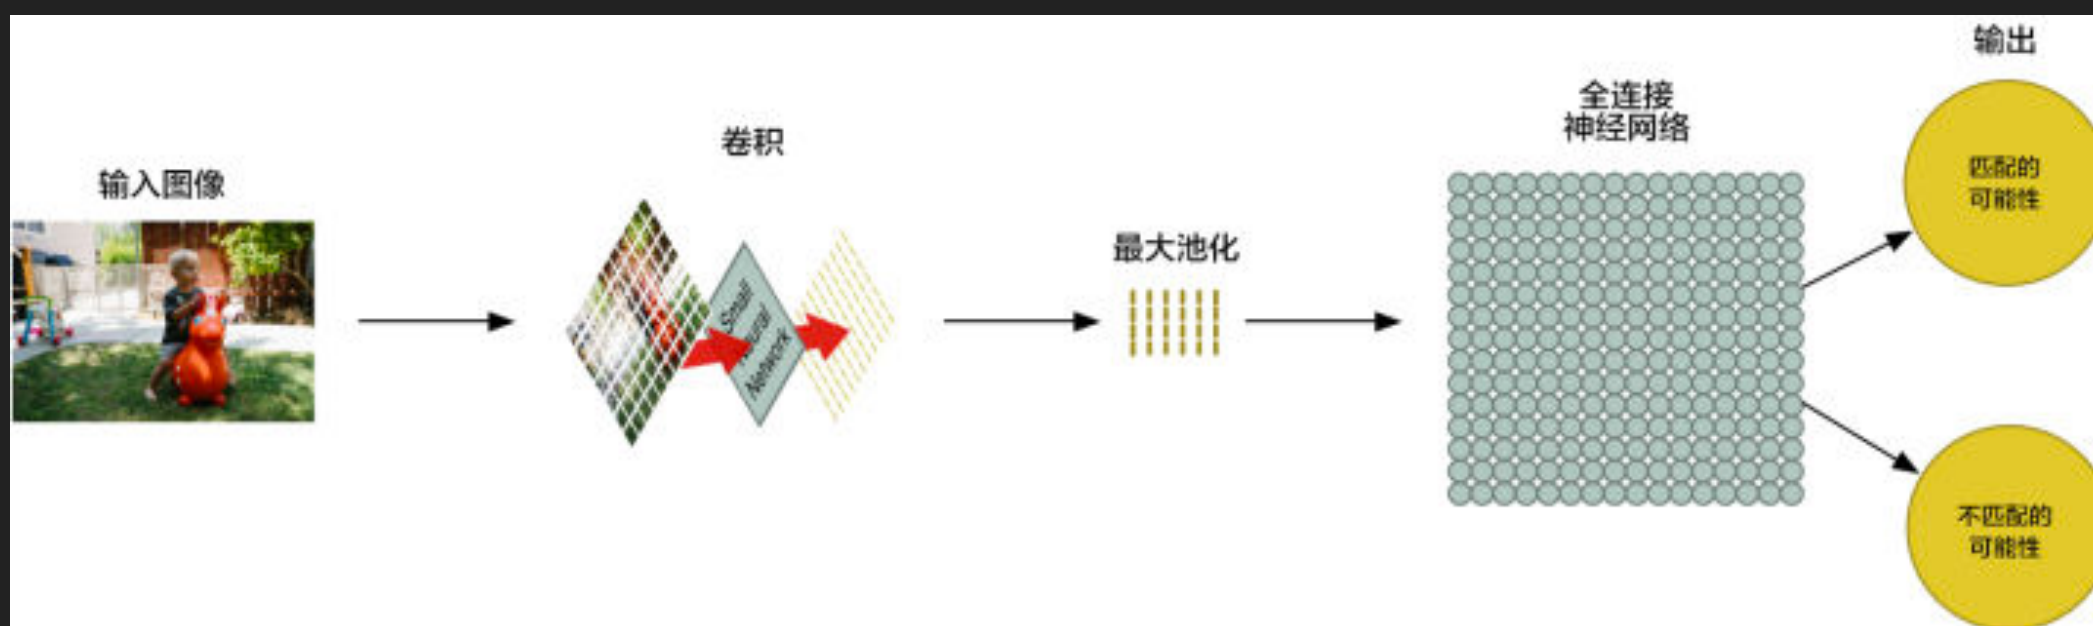 输入图像
卷积
Small
Neural
Network
最大池化
全连接
神经网络
输出
匹配的
可能性
不匹配的
可能性